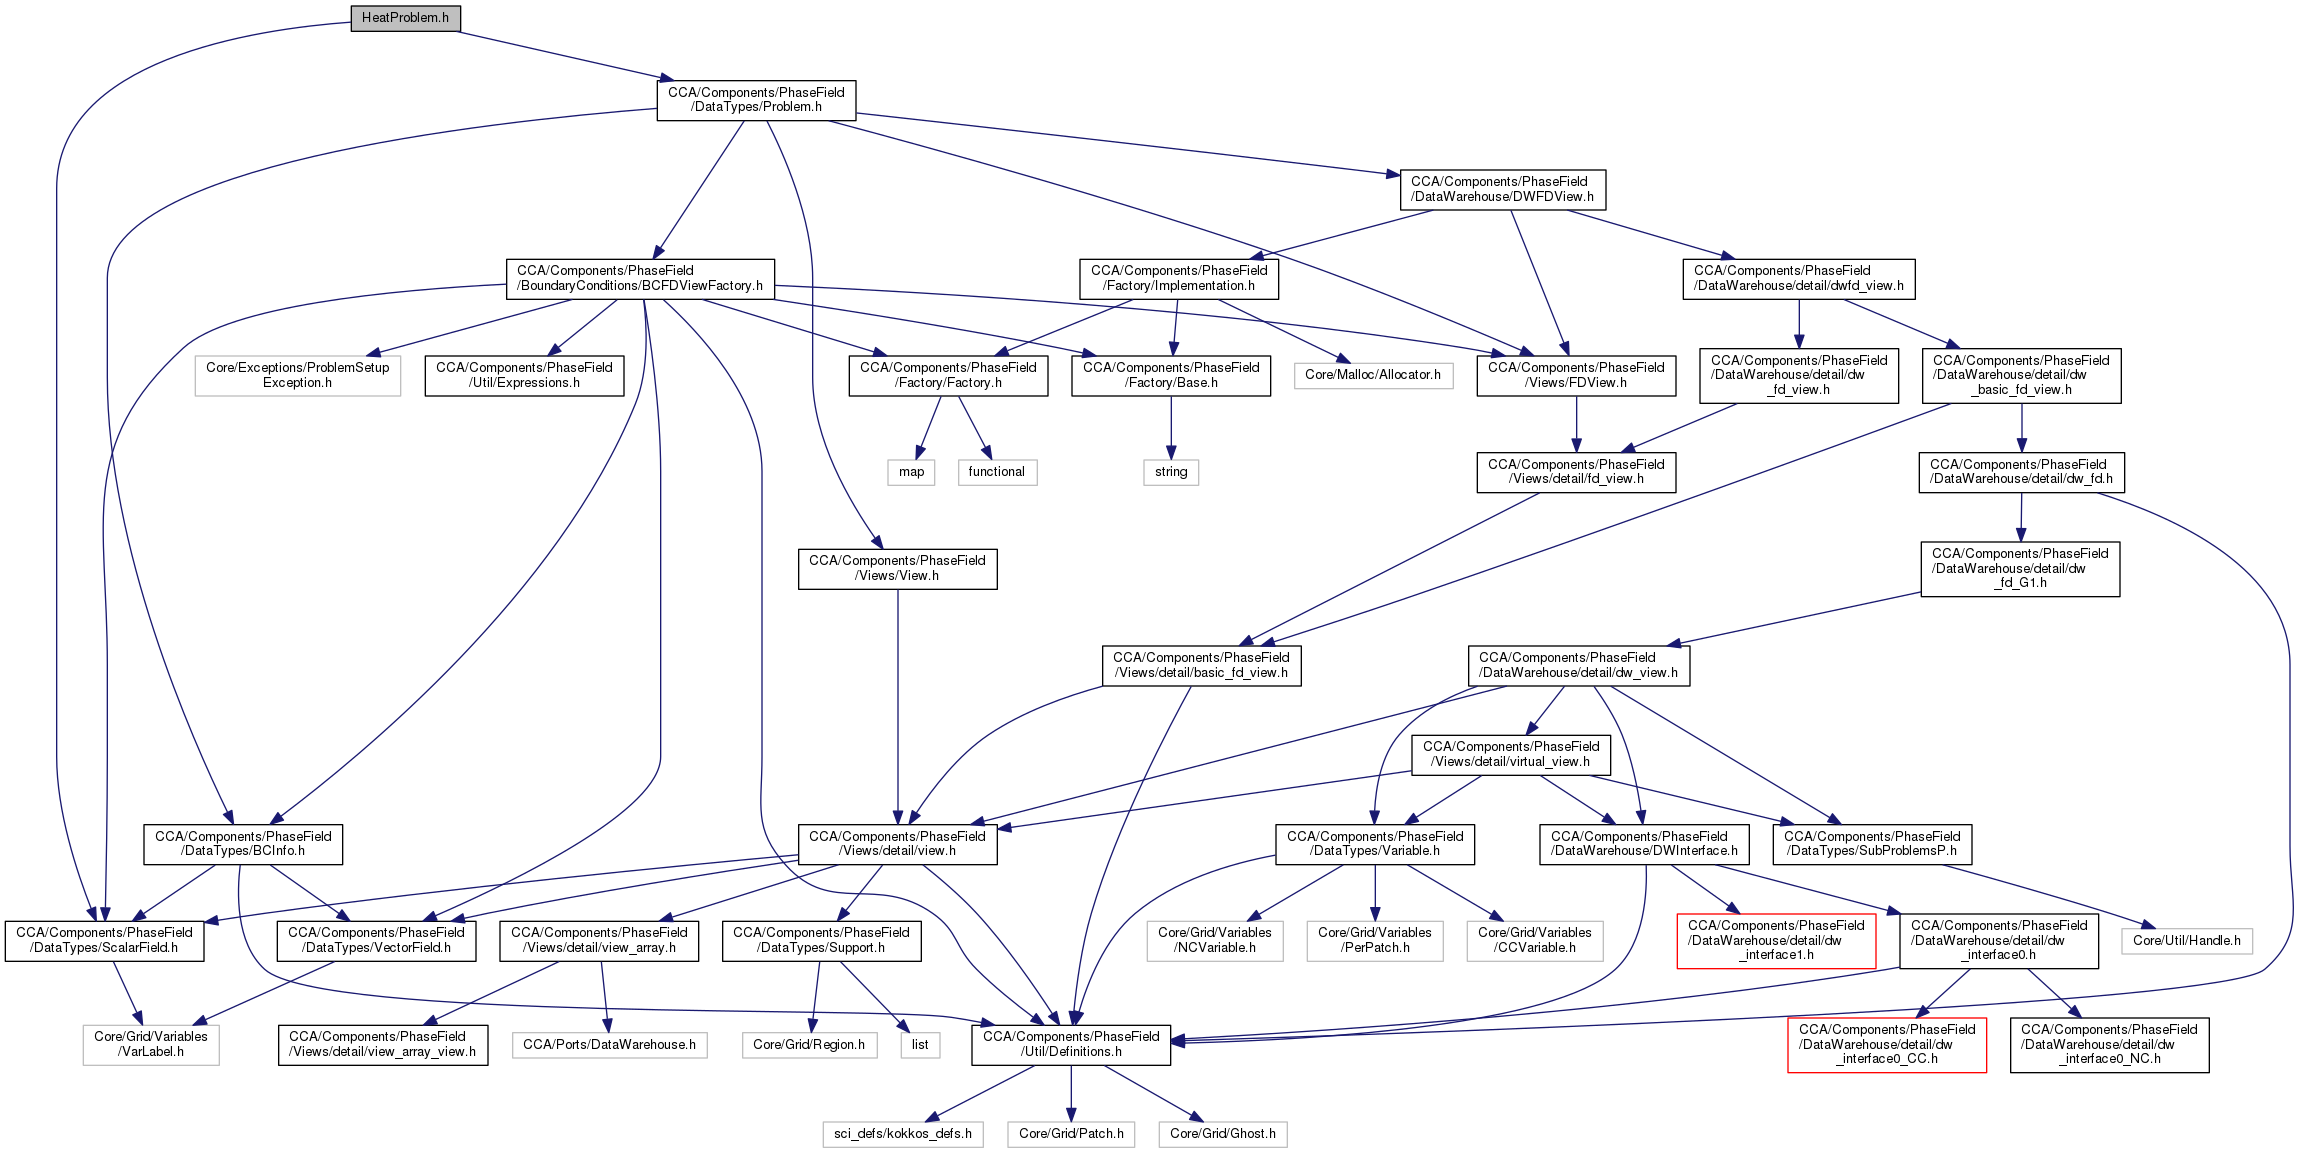 HeatProblem.h
CCA/Components/PhaseField
/DataTypes/Problem.h
CCA/Components/PhaseField
/DataWarehouse/DWFDView.h
CCA/Components/PhaseField
/BoundaryConditions/BCFDViewFactory.h
CCA/Components/PhaseField
/Factory/Implementation.h
CCA/Components/PhaseField
/DataWarehouse/detail/dwfd_view.h
Core/Exceptions/ProblemSetup
Exception.h
CCA/Components/PhaseField
/Util/Expressions.h
CCA/Components/PhaseField
/Factory/Factory.h
CCA/Components/PhaseField
/Factory/Base.h
Core/Malloc/Allocator.h
CCA/Components/PhaseField
/Views/FDView.h
CCA/Components/PhaseField
/DataWarehouse/detail/dw
_fd_view.h
CCA/Components/PhaseField
/DataWarehouse/detail/dw
_basic_fd_view.h
map
functional
string
CCA/Components/PhaseField
/Views/detail/fd_view.h
CCA/Components/PhaseField
/DataWarehouse/detail/dw_fd.h
CCA/Components/PhaseField
/Views/View.h
CCA/Components/PhaseField
/DataWarehouse/detail/dw
_fd_G1.h
CCA/Components/PhaseField
/Views/detail/basic_fd_view.h
CCA/Components/PhaseField
/DataWarehouse/detail/dw_view.h
CCA/Components/PhaseField
/Views/detail/virtual_view.h
CCA/Components/PhaseField
/DataTypes/BCInfo.h
CCA/Components/PhaseField
/Views/detail/view.h
CCA/Components/PhaseField
/DataTypes/Variable.h
CCA/Components/PhaseField
/DataWarehouse/DWInterface.h
CCA/Components/PhaseField
/DataTypes/SubProblemsP.h
CCA/Components/PhaseField
/DataTypes/ScalarField.h
CCA/Components/PhaseField
/DataTypes/VectorField.h
CCA/Components/PhaseField
/Views/detail/view_array.h
CCA/Components/PhaseField
/DataTypes/Support.h
Core/Grid/Variables
/NCVariable.h
Core/Grid/Variables
/PerPatch.h
Core/Grid/Variables
/CCVariable.h
CCA/Components/PhaseField
/DataWarehouse/detail/dw
_interface1.h
CCA/Components/PhaseField
/DataWarehouse/detail/dw
_interface0.h
Core/Util/Handle.h
Core/Grid/Variables
/VarLabel.h
CCA/Components/PhaseField
/Views/detail/view_array_view.h
CCA/Ports/DataWarehouse.h
Core/Grid/Region.h
list
CCA/Components/PhaseField
/Util/Definitions.h
CCA/Components/PhaseField
/DataWarehouse/detail/dw
_interface0_CC.h
CCA/Components/PhaseField
/DataWarehouse/detail/dw
_interface0_NC.h
sci_defs/kokkos_defs.h
Core/Grid/Patch.h
Core/Grid/Ghost.h